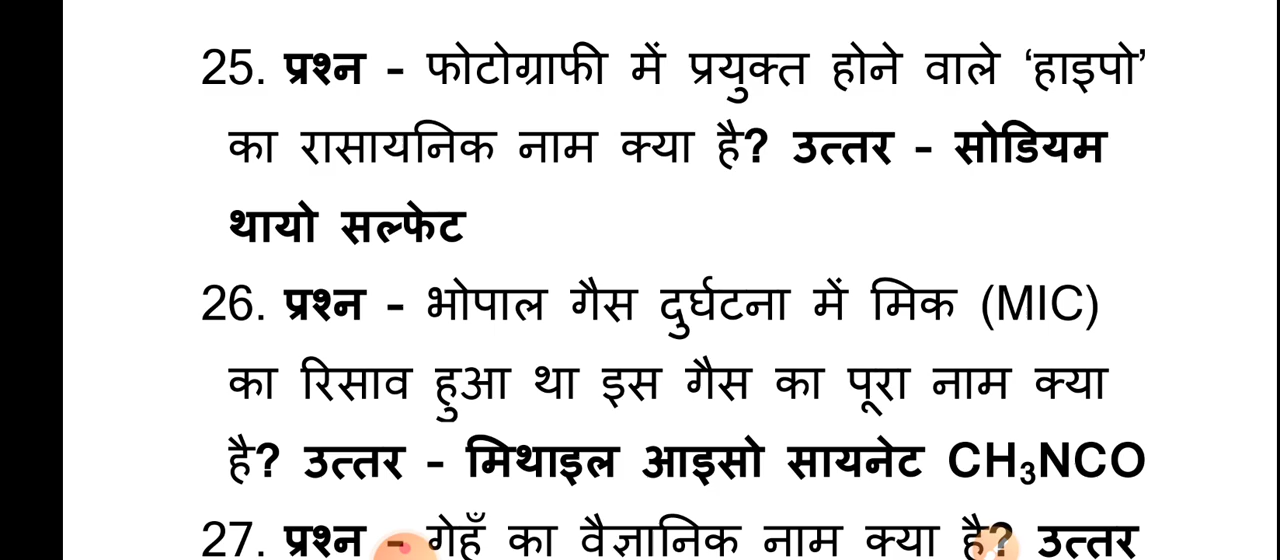 25. प्रश्न - फोटोग्राफी में प्रयुक्त होने वाले ‘हाइपो’
का रासायनिक नाम क्या है? उत्तर - सोडियम
थायो सल्फेट
26. प्रश्न - भोपाल गैस दुर्घटना में मिक (MIC)
का रिसाव हुआ था इस गैस का पूरा नाम क्या
है? उत्तर - मिथाइल आइसो सायनेट CH₃NCO
27. प्रश्न - गेहूँ का वैज्ञानिक नाम क्या है? उत्तर